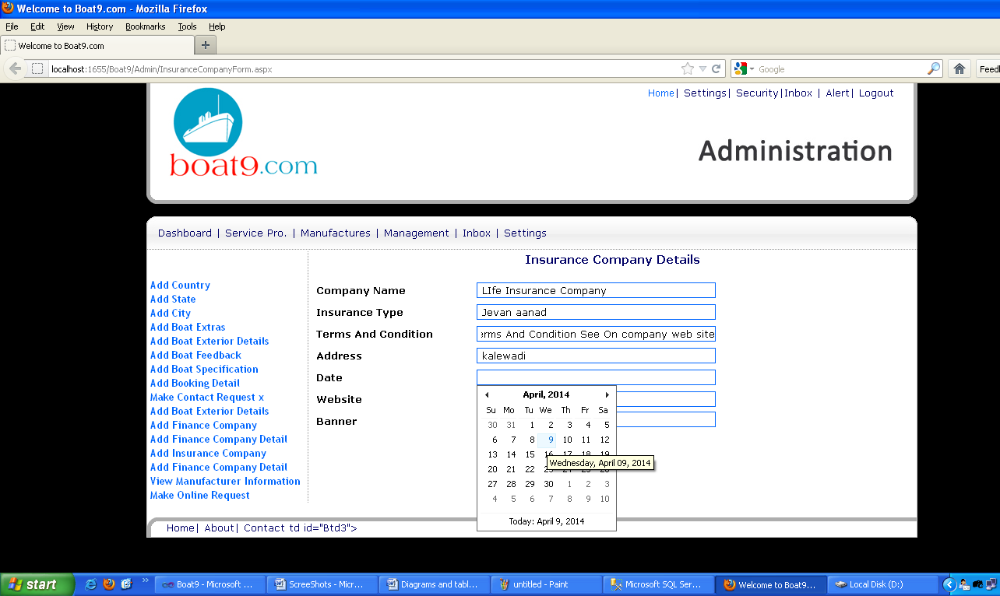 Welcome to Boat9.com - Mozilla Firefox
File Edit View History Bookmarks Tools Help
Welcome to Boat9.com
localhost:1655/Boat9/Admin/InsuranceCompanyForm.aspx Google Feedl
Home| Settings| Security|Inbox | Alert| Logout
boat9.com
Administration
Dashboard | Service Pro. | Manufactures | Management | Inbox | Settings
Insurance Company Details
Add Country
Add State
Add City
Add Boat Extras
Add Boat Exterior Details
Add Boat Feedback
Add Boat Specification
Add Booking Detail
Make Contact Request x
Add Boat Exterior Details
Add Finance Company
Add Finance Company Detail
Add Insurance Company
Add Finance Company Detail
View Manufacturer Information
Make Online Request
Company Name LIfe Insurance Company
Insurance Type Jevan aanad
Terms And Condition erms And Condition See On company web site
Address kalewadi
Date
Website
Banner
April, 2014
Su Mo Tu We Th Fr Sa
30 31 1 2 3 4 5
6 7 8 9 10 11 12
13 14 15 16 17 18 19
Wednesday, April 09, 2014
20 21 22 23 24 25 26
27 28 29 30 1 2 3
4 5 6 7 8 9 10
Today: April 9, 2014
Home| About| Contact td id="Btd3">
start Boat9 - Microsoft ... ScreeShots - Micr... Diagrams and tabl... untitled - Paint Microsoft SQL Ser... Welcome to Boat9... Local Disk (D:)